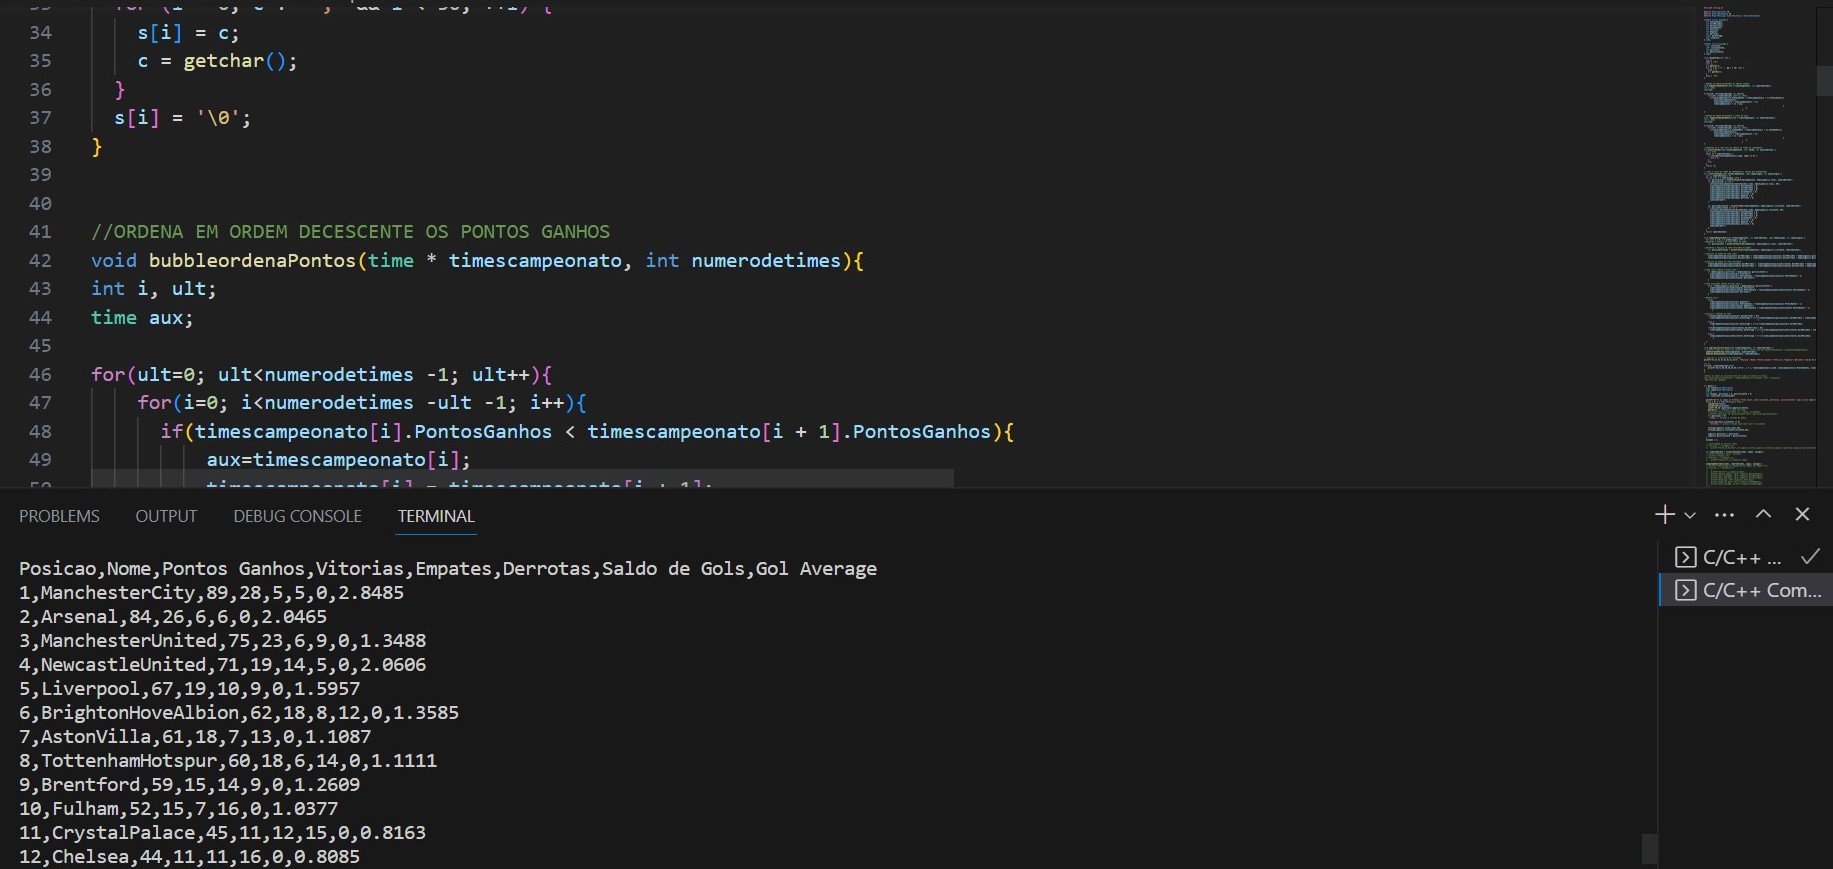 34 s[i] = c;
35 c = getchar();
36 }
37 s[i] = '\0';
38 }
39
40
41 //ORDENA EM ORDEM DECESCENTE OS PONTOS GANHOS
42 void bubbleordenaPontos(time * timescampeonato, int numerodetimes){
43 int i, ult;
44 time aux;
45
46 for(ult=0; ult<numerodetimes -1; ult++){
47 for(i=0; i<numerodetimes -ult -1; i++){
48 if(timescampeonato[i].PontosGanhos < timescampeonato[i + 1].PontosGanhos){
49 aux=timescampeonato[i];
50 timescampeonato[i] = timescampeonato[i + 1];
PROBLEMS OUTPUT DEBUG CONSOLE TERMINAL
Posicao,Nome,Pontos Ganhos,Vitorias,Empates,Derrotas,Saldo de Gols,Gol Average
1,ManchesterCity,89,28,5,5,0,2.8485
2,Arsenal,84,26,6,6,0,2.0465
3,ManchesterUnited,75,23,6,9,0,1.3488
4,NewcastleUnited,71,19,14,5,0,2.0606
5,Liverpool,67,19,10,9,0,1.5957
6,BrightonHoveAlbion,62,18,8,12,0,1.3585
7,AstonVilla,61,18,7,13,0,1.1087
8,TottenhamHotspur,60,18,6,14,0,1.1111
9,Brentford,59,15,14,9,0,1.2609
10,Fulham,52,15,7,16,0,1.0377
11,CrystalPalace,45,11,12,15,0,0.8163
12,Chelsea,44,11,11,16,0,0.8085
C/C++ ...
C/C++ Com...